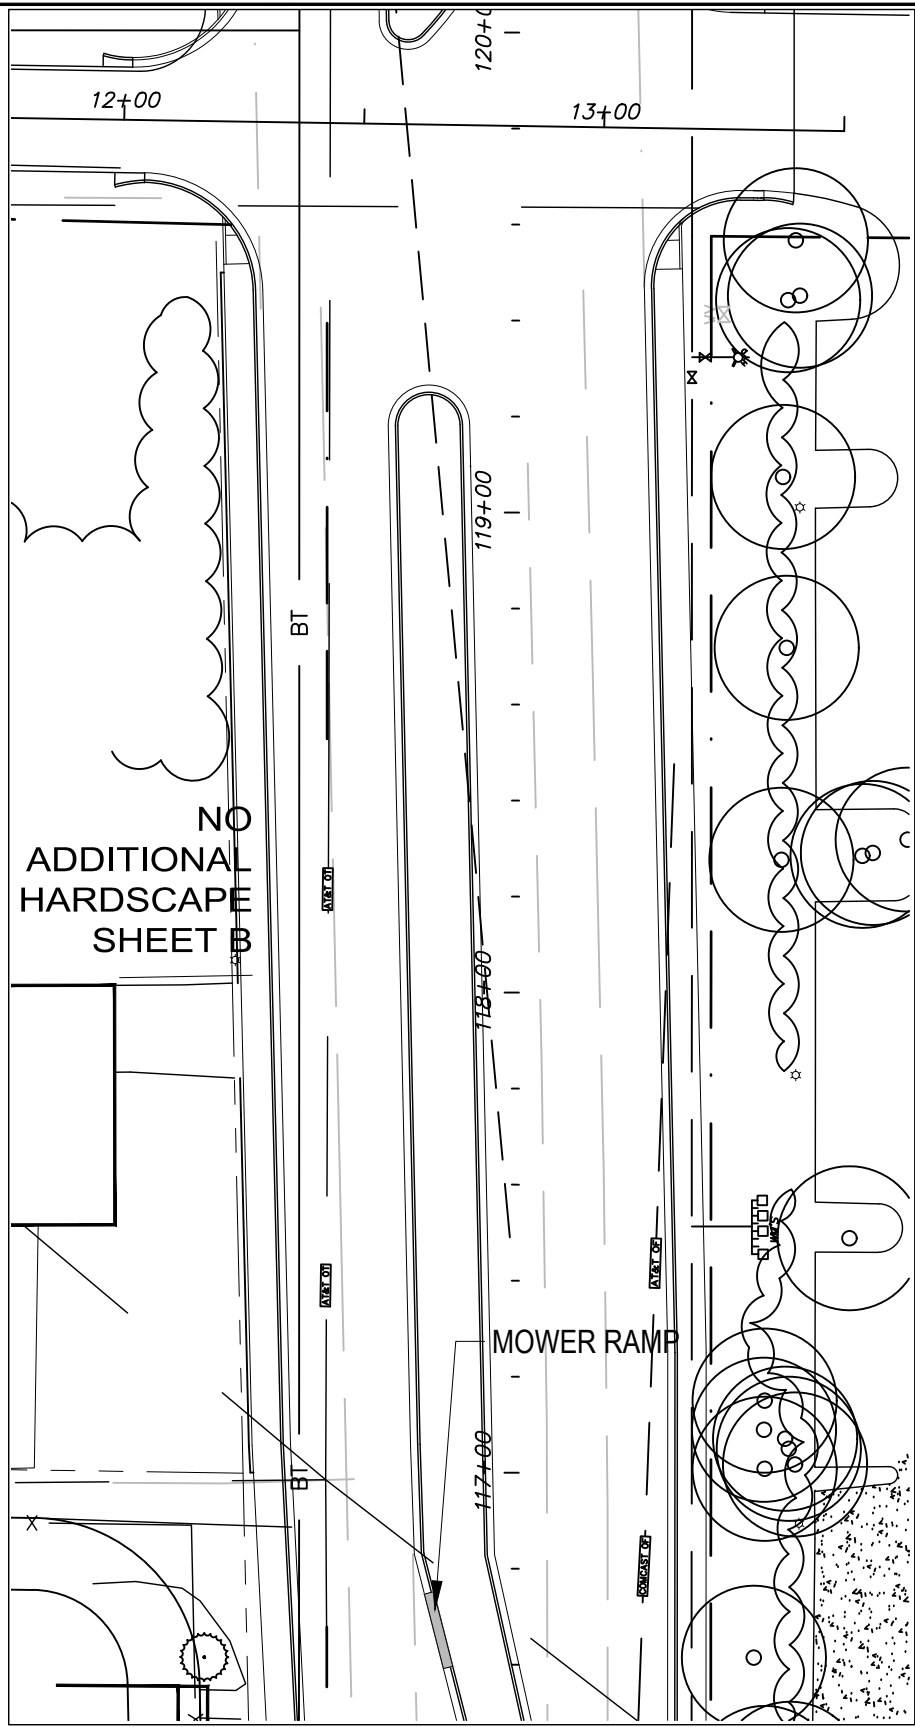 120+0
12+00
13+00
119+00
BT
NO
ADDITIONAL
HARDSCAPE
SHEET B
AT&T OT
118+00
AT&T OF
AT&T OT
MOWER RAMP
117+00
BT
COMCAST OF